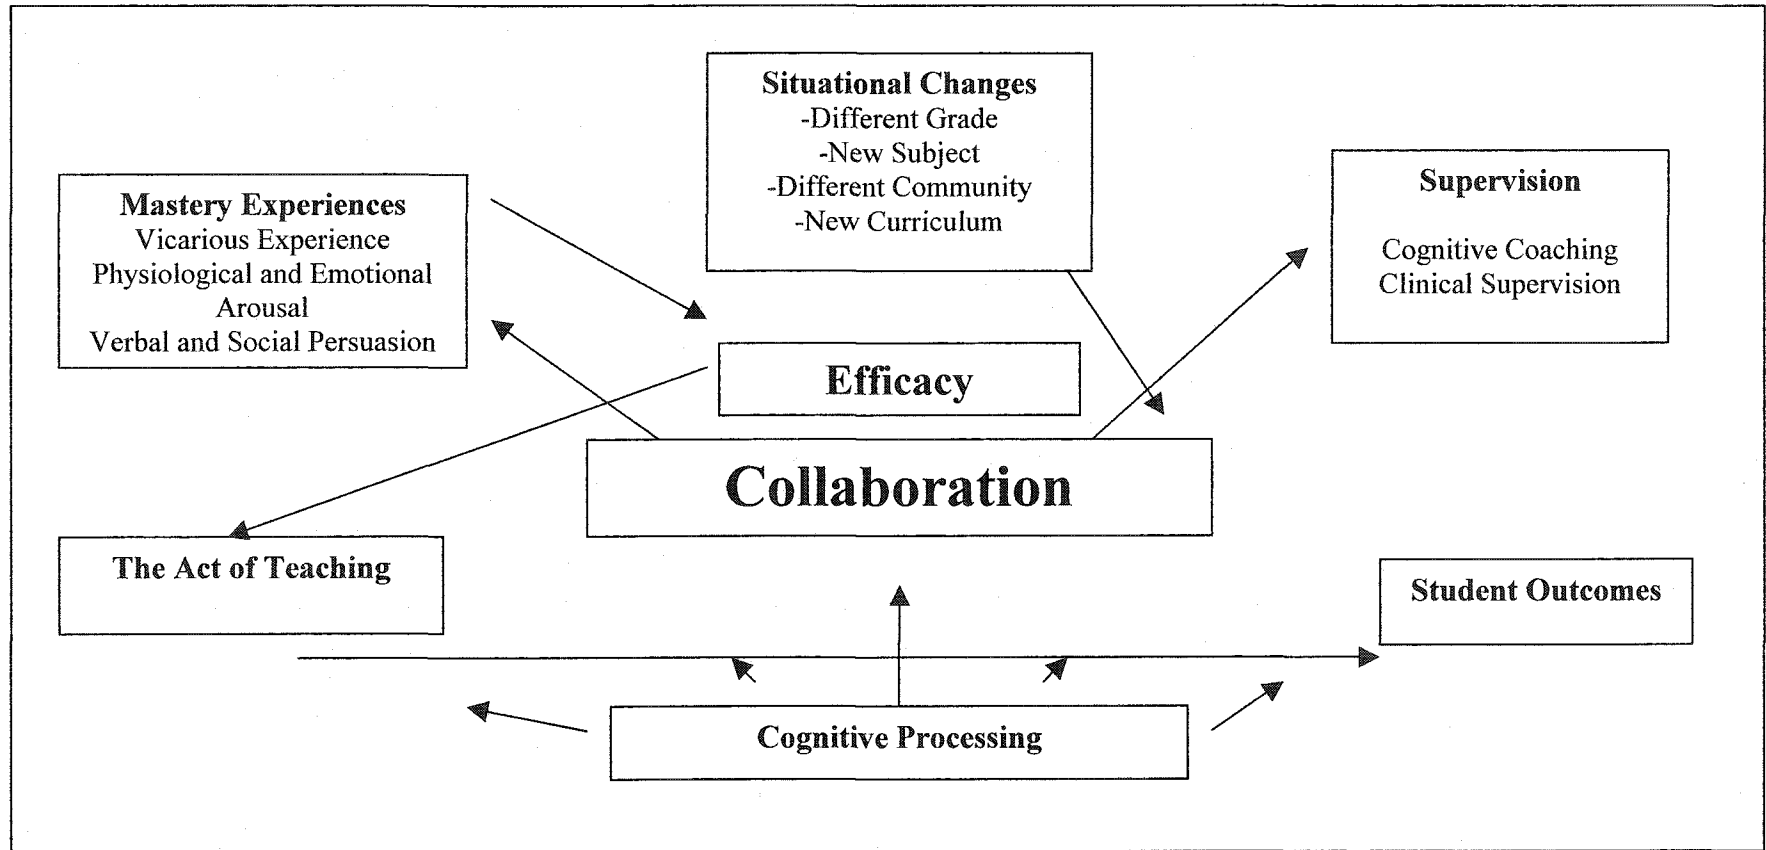 Situational Changes
-Different Grade
-New Subject
-Different Community
-New Curriculum
Mastery Experiences
Vicarious Experience
Physiological and Emotional
Arousal
Verbal and Social Persuasion
Supervision
Cognitive Coaching
Clinical Supervision
Efficacy
Collaboration
The Act of Teaching
Student Outcomes
Cognitive Processing